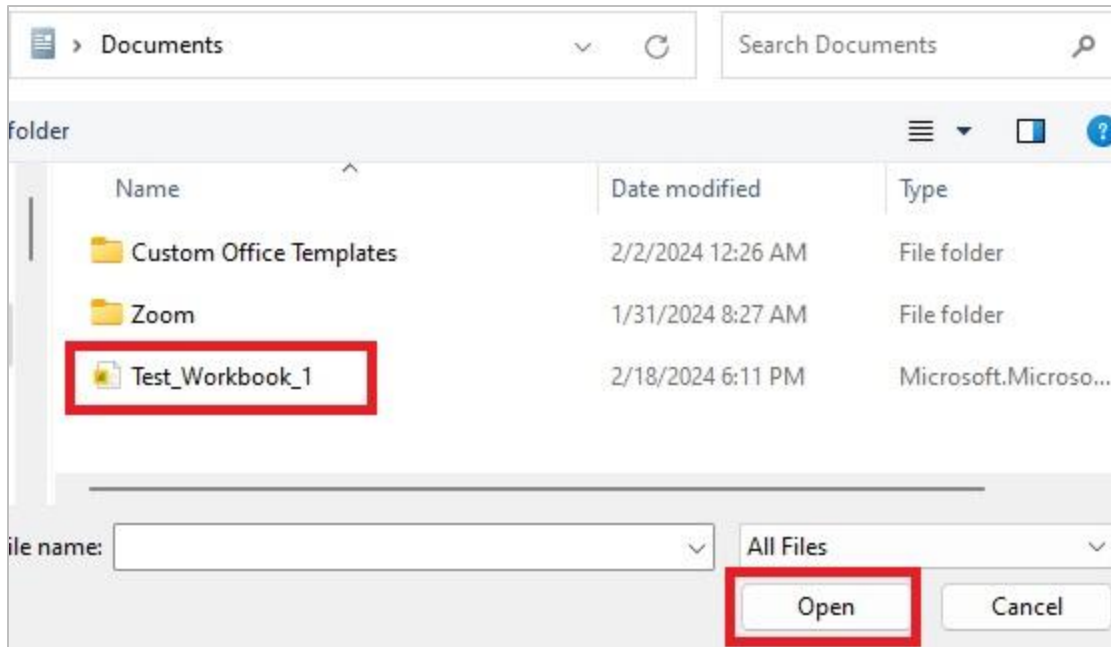 › Documents
Search Documents
folder
?
Name Date modified Type
Custom Office Templates 2/2/2024 12:26 AM File folder
Zoom 1/31/2024 8:27 AM File folder
Test_Workbook_1 2/18/2024 6:11 PM Microsoft.Microso...
ile name: All Files
Open Cancel